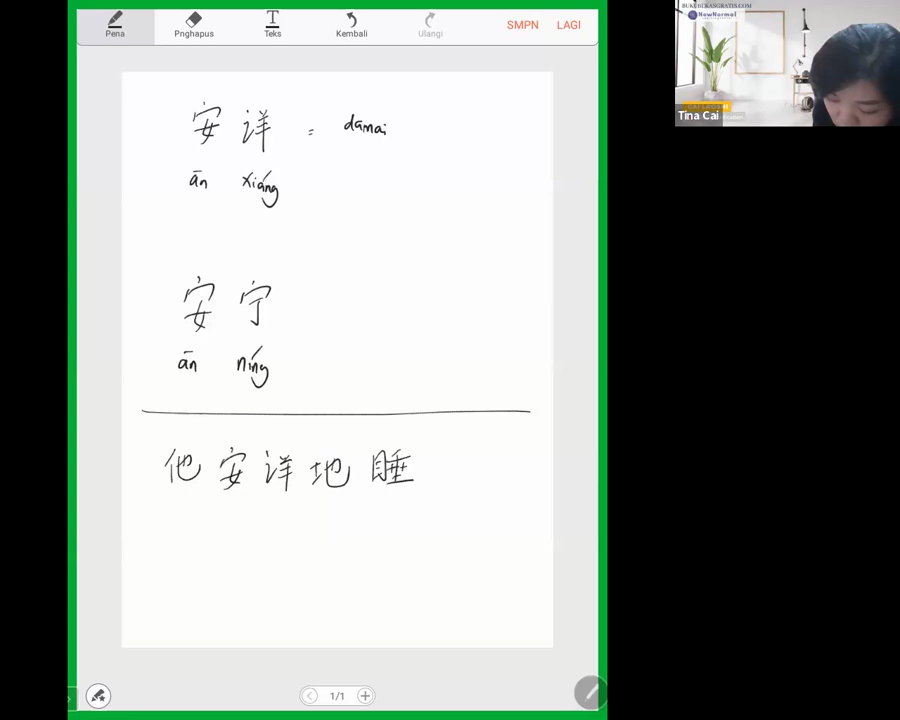 Pena Pnghapus Teks Kembali Ulangi SMPN LAGI
安详 = damai
ān xiáng
安宁
ān níng
他安详地睡
1/1
NewNormal
Tina Cai